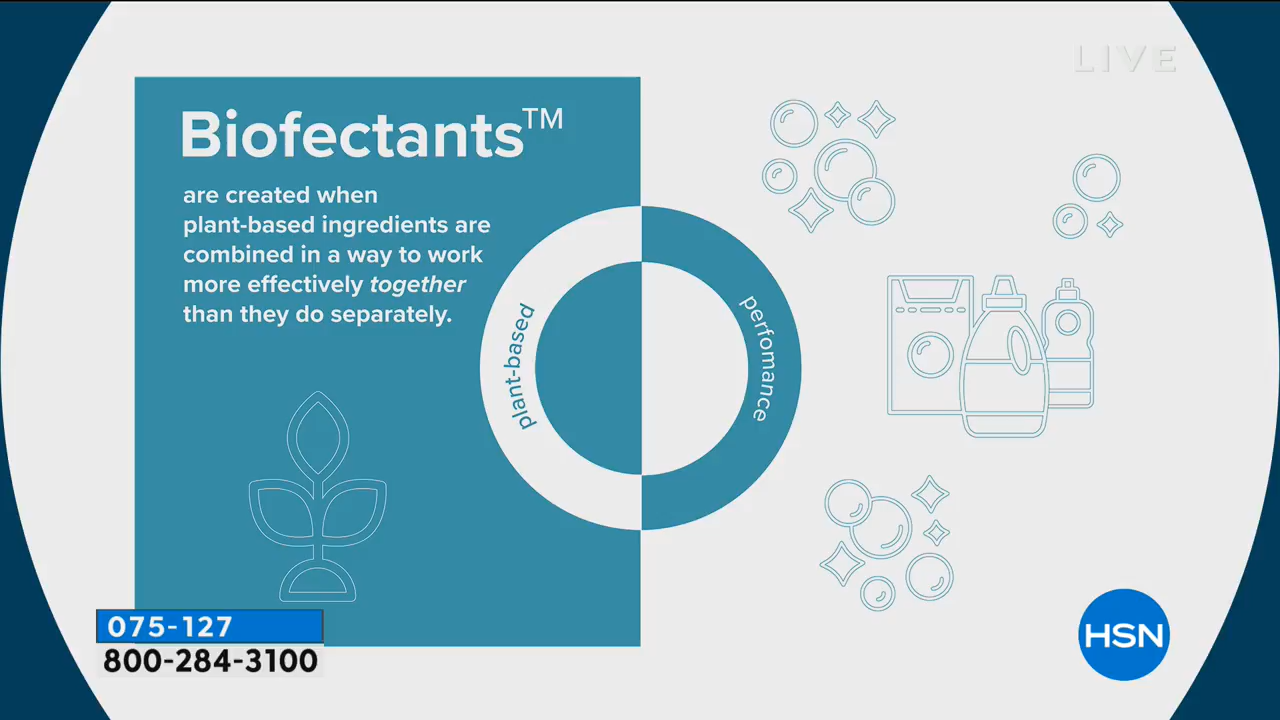 LIVE
Biofectants™
are created when
plant-based ingredients are
combined in a way to work
more effectively together
than they do separately.
plant-based
perfomance
075-127
800-284-3100
HSN